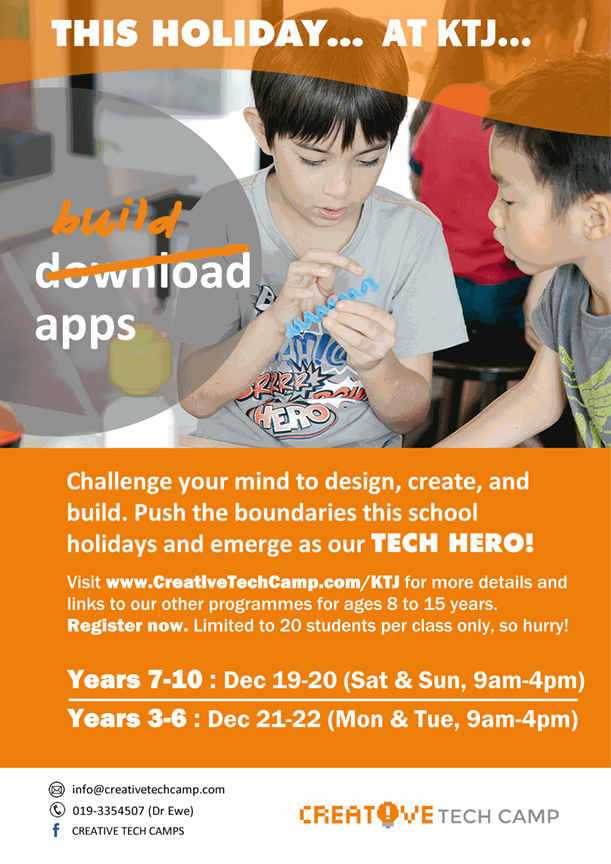 THIS HOLIDAY... AT KTJ...
build
download
apps
HERO
Challenge your mind to design, create, and
build. Push the boundaries this school
holidays and emerge as our TECH HERO!
Visit www.CreativeTechCamp.com/KTJ for more details and
links to our other programmes for ages 8 to 15 years.
Register now. Limited to 20 students per class only, so hurry!
Years 7-10 : Dec 19-20 (Sat & Sun, 9am-4pm)
Years 3-6 : Dec 21-22 (Mon & Tue, 9am-4pm)
info@creativetechcamp.com
019-3354507 (Dr Ewe)
f CREATIVE TECH CAMPS
CREATIVE TECH CAMP